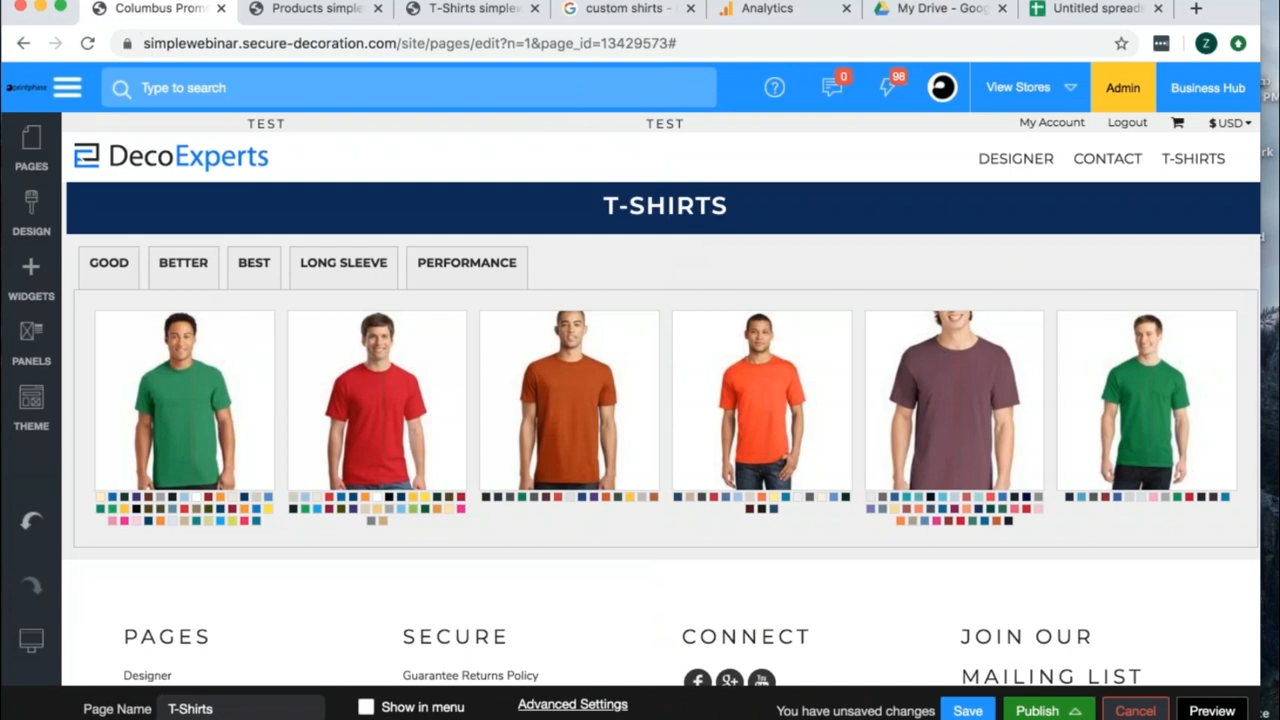 Columbus Prom
Products simple
T-Shirts simplew
custom shirts -
Analytics
My Drive - Goog
Untitled spreads
simplewebinar.secure-decoration.com/site/pages/edit?n=1&page_id=13429573#
Z
printphase
Type to search
0
98
View Stores
Admin
Business Hub
TEST
TEST
My Account
Logout
$ USD
DecoExperts
DESIGNER
CONTACT
T-SHIRTS
PAGES
DESIGN
WIDGETS
PANELS
THEME
T-SHIRTS
GOOD
BETTER
BEST
LONG SLEEVE
PERFORMANCE
PAGES
SECURE
CONNECT
JOIN OUR
MAILING LIST
Designer
Guarantee Returns Policy
Page Name
T-Shirts
Show in menu
Advanced Settings
You have unsaved changes
Save
Publish
Cancel
Preview